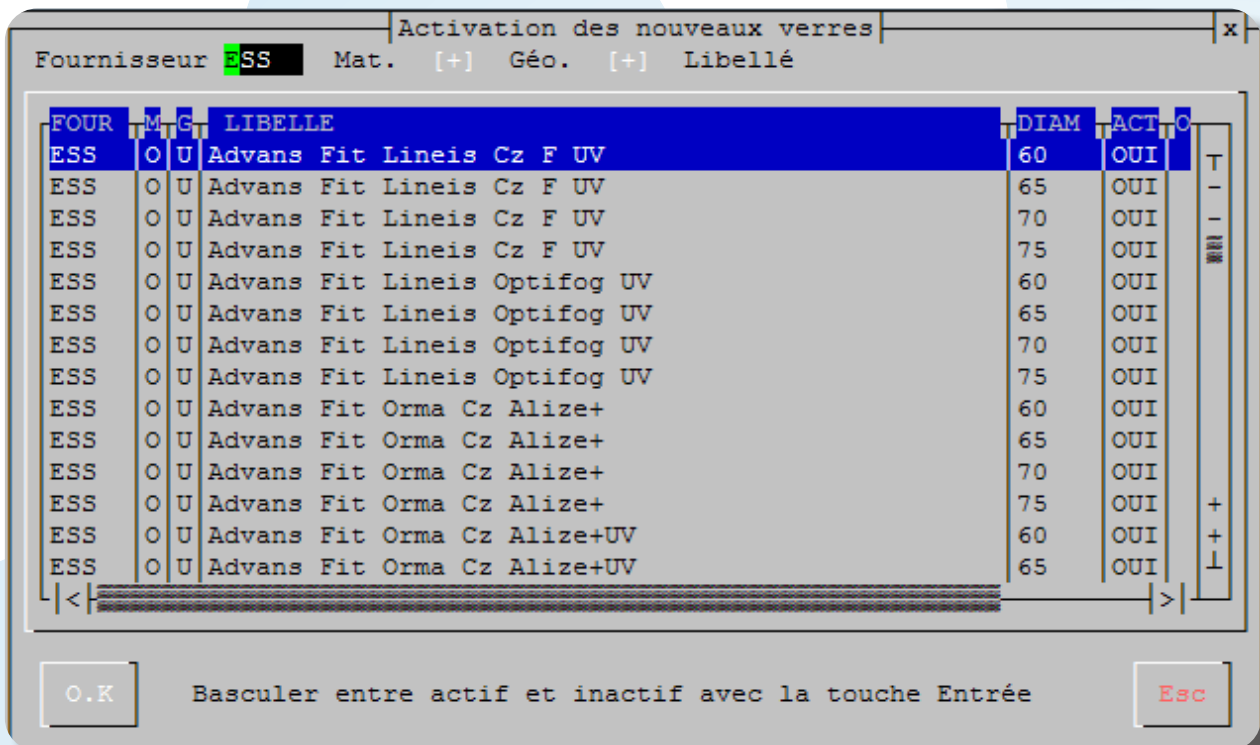 Activation des nouveaux verres x
Fournisseur ESS Mat. [+] Géo. [+] Libellé
FOUR M G LIBELLE DIAM ACT O
ESS O U Advans Fit Lineis Cz F UV 60 OUI
ESS O U Advans Fit Lineis Cz F UV 65 OUI
ESS O U Advans Fit Lineis Cz F UV 70 OUI
ESS O U Advans Fit Lineis Cz F UV 75 OUI
ESS O U Advans Fit Lineis Optifog UV 60 OUI
ESS O U Advans Fit Lineis Optifog UV 65 OUI
ESS O U Advans Fit Lineis Optifog UV 70 OUI
ESS O U Advans Fit Lineis Optifog UV 75 OUI
ESS O U Advans Fit Orma Cz Alize+ 60 OUI
ESS O U Advans Fit Orma Cz Alize+ 65 OUI
ESS O U Advans Fit Orma Cz Alize+ 70 OUI
ESS O U Advans Fit Orma Cz Alize+ 75 OUI
ESS O U Advans Fit Orma Cz Alize+UV 60 OUI
ESS O U Advans Fit Orma Cz Alize+UV 65 OUI
O.K Basculer entre actif et inactif avec la touche Entrée Esc